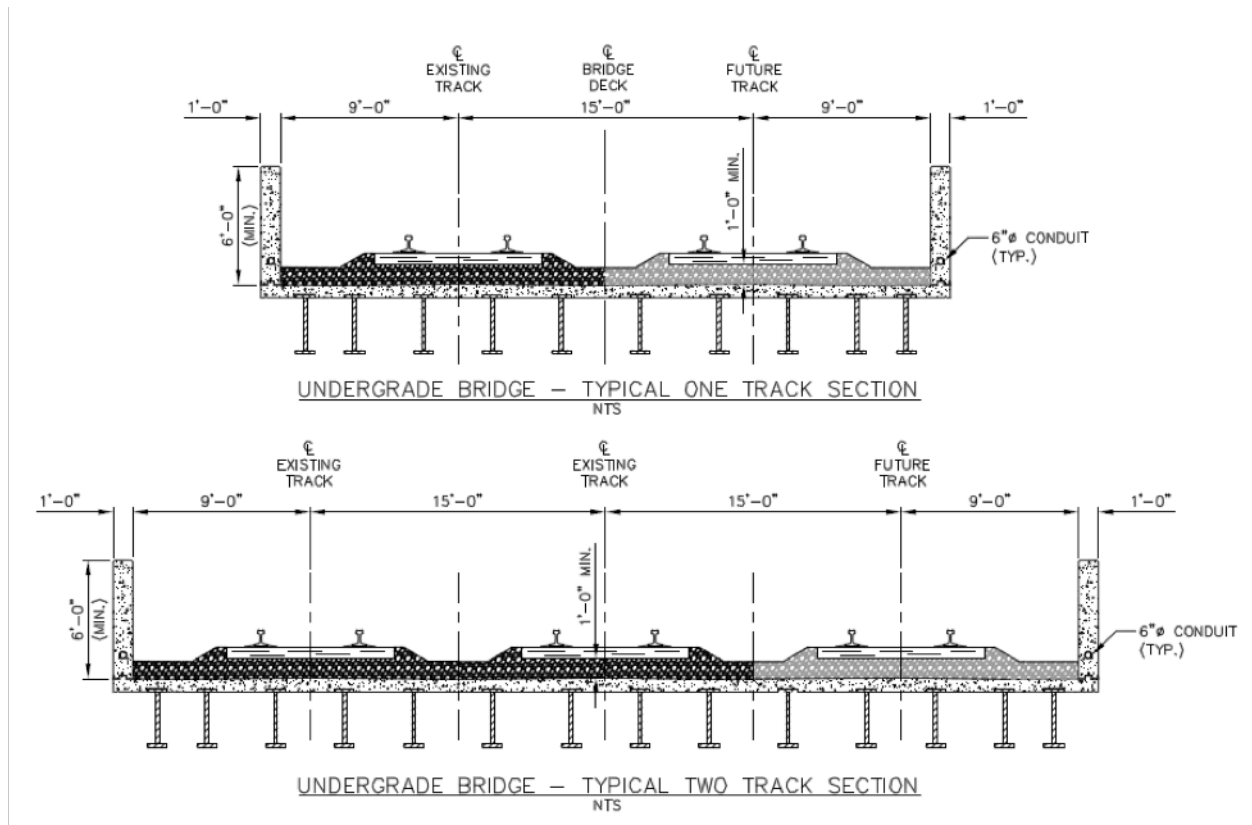 ℄ EXISTING TRACK
℄ BRIDGE DECK
℄ FUTURE TRACK
1'-0"
9'-0"
15'-0"
9'-0"
1'-0"
6'-0" (MIN.)
1'-0" MIN.
6"ø CONDUIT
(TYP.)
UNDERGRADE BRIDGE – TYPICAL ONE TRACK SECTION
NTS
℄ EXISTING TRACK
℄ EXISTING TRACK
℄ FUTURE TRACK
1'-0"
9'-0"
15'-0"
15'-0"
9'-0"
1'-0"
6'-0" (MIN.)
1'-0" MIN.
6"ø CONDUIT
(TYP.)
UNDERGRADE BRIDGE – TYPICAL TWO TRACK SECTION
NTS